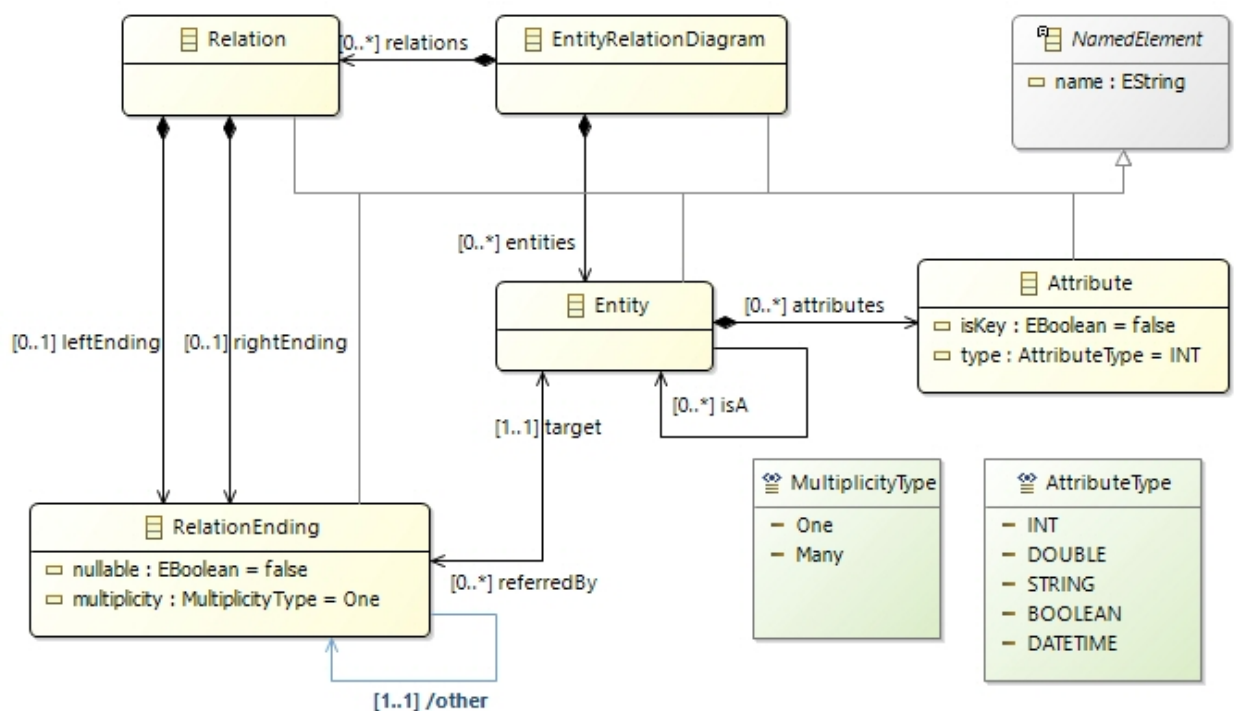 Relation
[0..*] relations
EntityRelationDiagram
NamedElement
name : EString
[0..*] entities
Entity
[0..*] attributes
Attribute
isKey : EBoolean = false
type : AttributeType = INT
[0..1] leftEnding
[0..1] rightEnding
[0..*] isA
[1..1] target
MultiplicityType
One
Many
AttributeType
INT
DOUBLE
STRING
BOOLEAN
DATETIME
RelationEnding
nullable : EBoolean = false
multiplicity : MultiplicityType = One
[0..*] referredBy
[1..1] /other